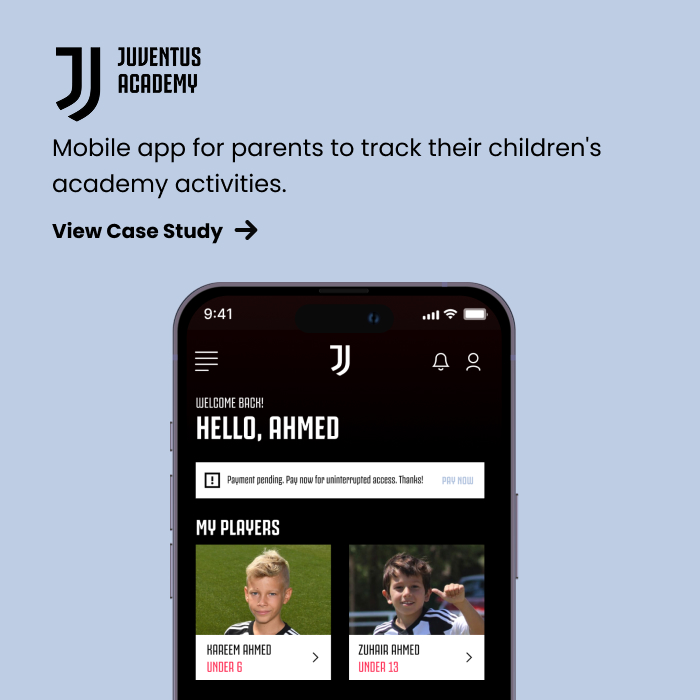 JUVENTUS
ACADEMY
Mobile app for parents to track their children's
academy activities.
View Case Study
9:41
WELCOME BACK!
HELLO, AHMED
Payment pending. Pay now for uninterrupted access. Thanks! PAY NOW
MY PLAYERS
KAREEM AHMED
UNDER 6
ZUHAIR AHMED
UNDER 13